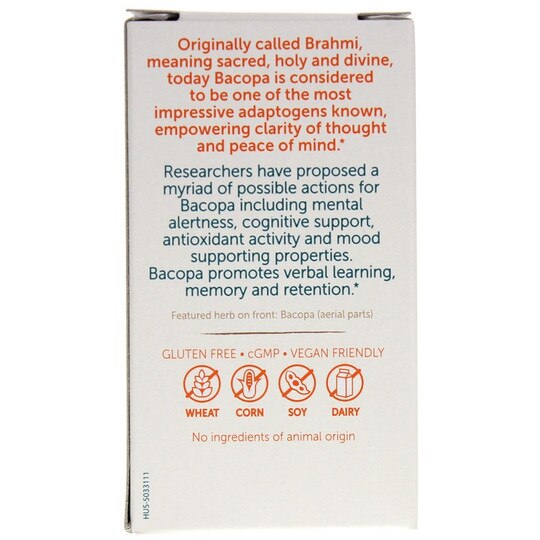 Originally called Brahmi,
meaning sacred, holy and divine,
today Bacopa is considered
to be one of the most
impressive adaptogens known,
empowering clarity of thought
and peace of mind.*
Researchers have proposed a
myriad of possible actions for
Bacopa including mental
alertness, cognitive support,
antioxidant activity and mood
supporting properties.
Bacopa promotes verbal learning,
memory and retention.*
Featured herb on front: Bacopa (aerial parts)
GLUTEN FREE • cGMP • VEGAN FRIENDLY
WHEAT CORN SOY DAIRY
No ingredients of animal origin
HUS-5033111